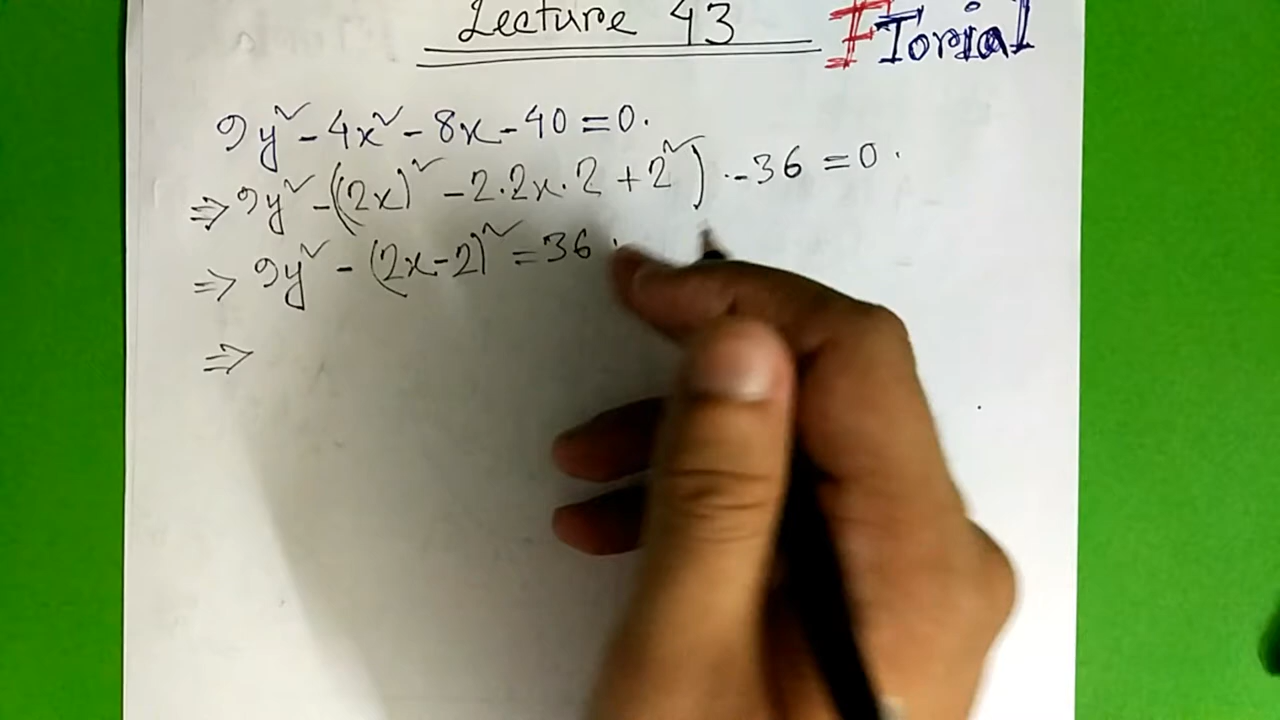 Lecture 43
ATorial
9y² - 4x² - 8x - 40 = 0.
⇒ 9y² - ((2x)² - 2·2x·2 + 2²) - 36 = 0.
⇒ 9y² - (2x-2)² = 36
⇒